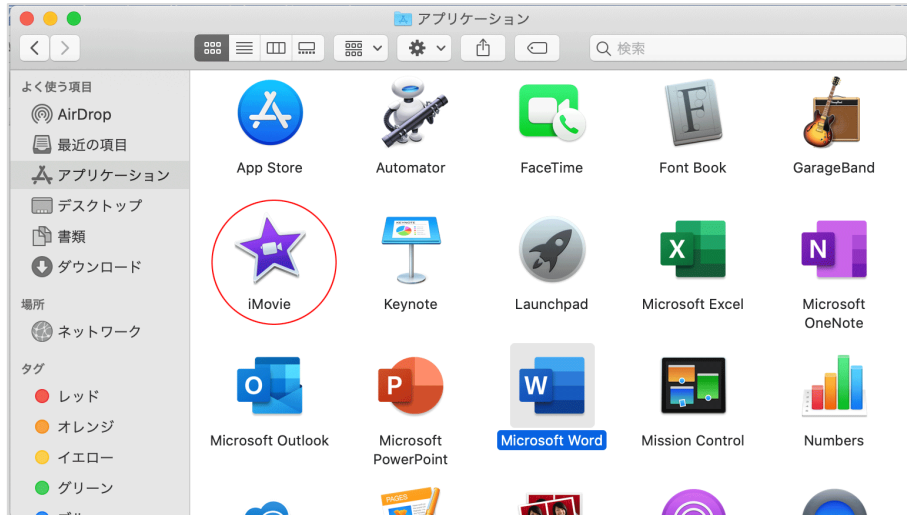 アプリケーション
検索
よく使う項目
AirDrop
最近の項目
アプリケーション
デスクトップ
書類
ダウンロード
場所
ネットワーク
タグ
レッド
オレンジ
イエロー
グリーン
App Store
Automator
FaceTime
Font Book
GarageBand
iMovie
KEYNOTE
Keynote
Launchpad
X
Microsoft Excel
N
Microsoft
OneNote
O
Microsoft Outlook
P
Microsoft
PowerPoint
W
Microsoft Word
Mission Control
Numbers
PAGES